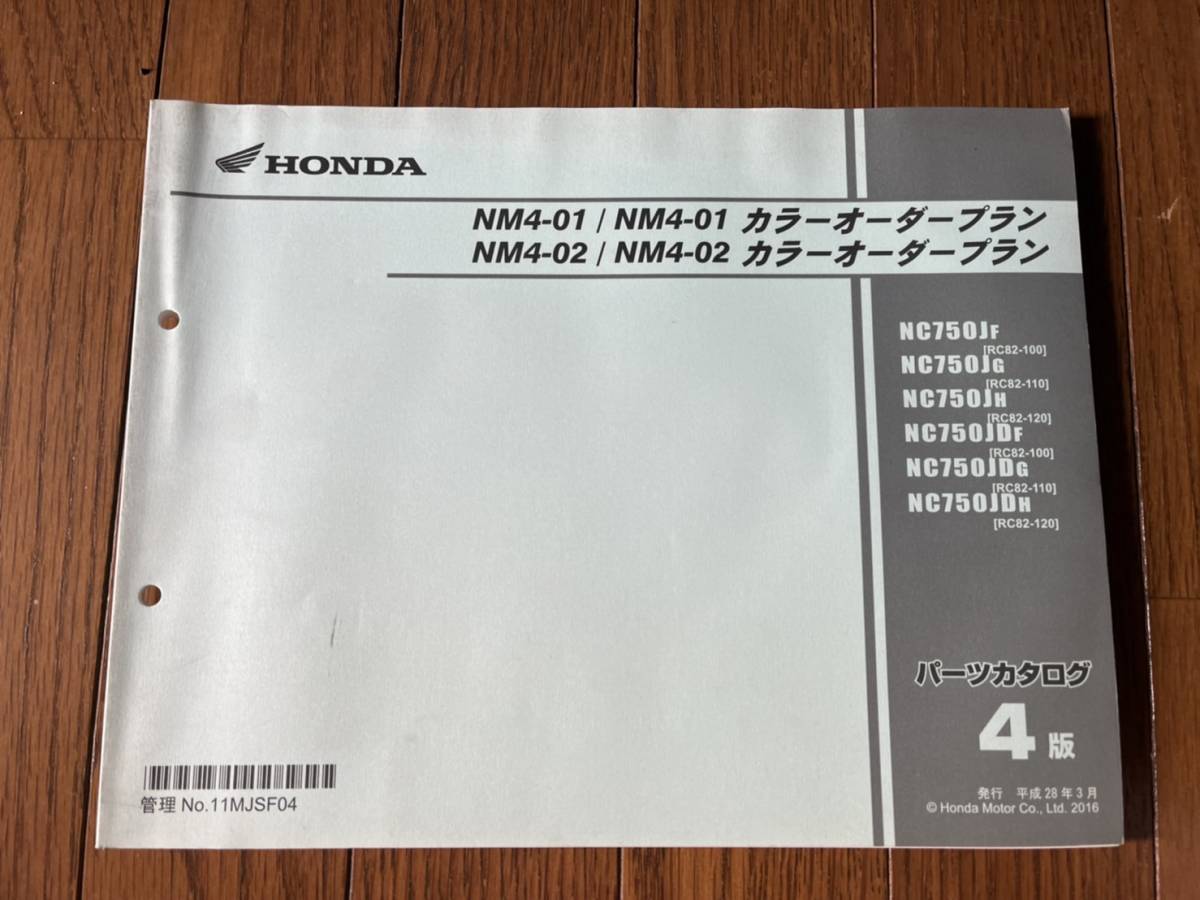 HONDA
NM4-01 / NM4-01 カラーオーダープラン
NM4-02 / NM4-02 カラーオーダープラン
NC750JF
[RC82-100]
NC750JG
[RC82-110]
NC750JH
[RC82-120]
NC750JDF
[RC82-100]
NC750JDG
[RC82-110]
NC750JDH
[RC82-120]
パーツカタログ
4版
発行 平成28年3月
© Honda Motor Co., Ltd. 2016
管理 No.11MJSF04